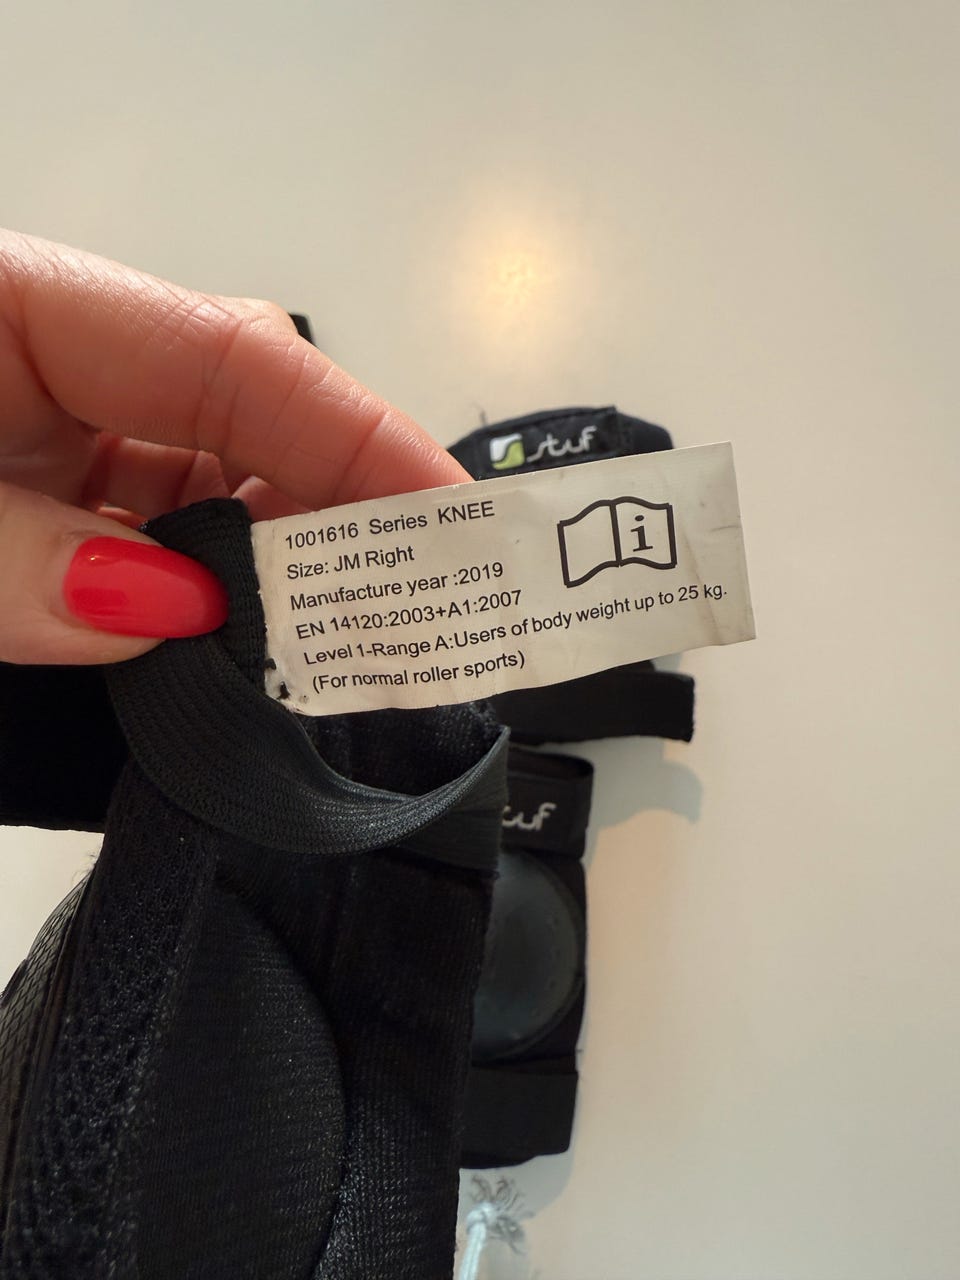 stuf
1001616 Series KNEE
Size: JM Right
Manufacture year :2019
EN 14120:2003+A1:2007
Level 1-Range A:Users of body weight up to 25 kg.
(For normal roller sports)
i
tuf